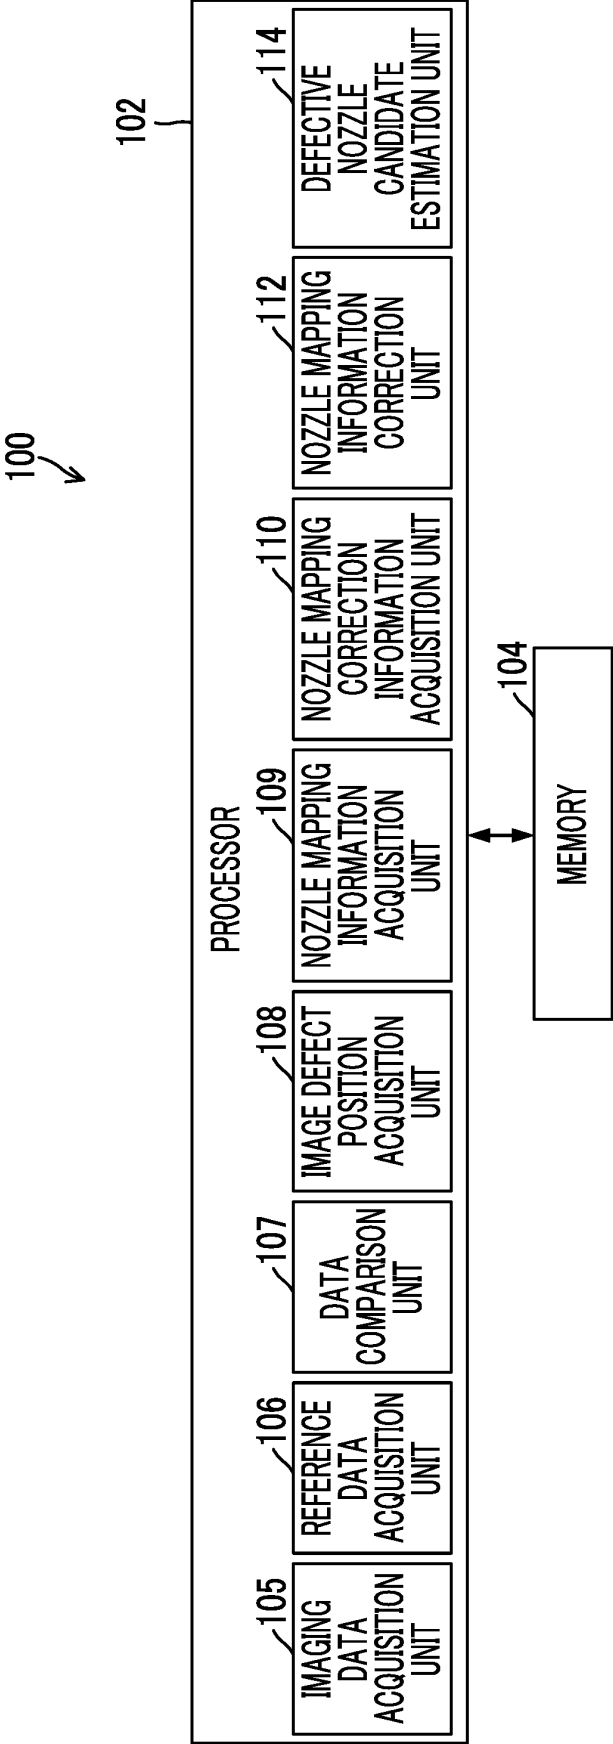 100
102
PROCESSOR
105
IMAGING
DATA
ACQUISITION
UNIT
106
REFERENCE
DATA
ACQUISITION
UNIT
107
DATA
COMPARISON
UNIT
108
IMAGE DEFECT
POSITION
ACQUISITION
UNIT
109
NOZZLE MAPPING
INFORMATION
ACQUISITION
UNIT
110
NOZZLE MAPPING
CORRECTION
INFORMATION
ACQUISITION UNIT
112
NOZZLE MAPPING
INFORMATION
CORRECTION
UNIT
114
DEFECTIVE
NOZZLE
CANDIDATE
ESTIMATION UNIT
104
MEMORY